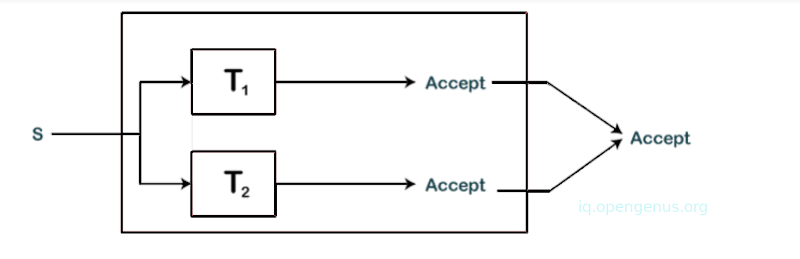 T₁
Accept
S
Accept
T₂
Accept
iq.opengenus.org